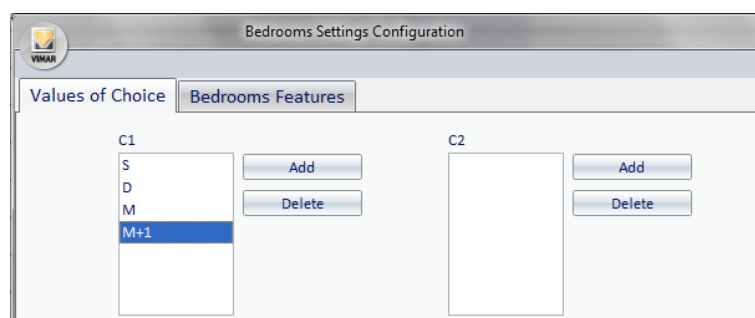 Bedrooms Settings Configuration
VIMAR
Values of Choice Bedrooms Features
C1 C2
S Add Add
D
M Delete Delete
M+1